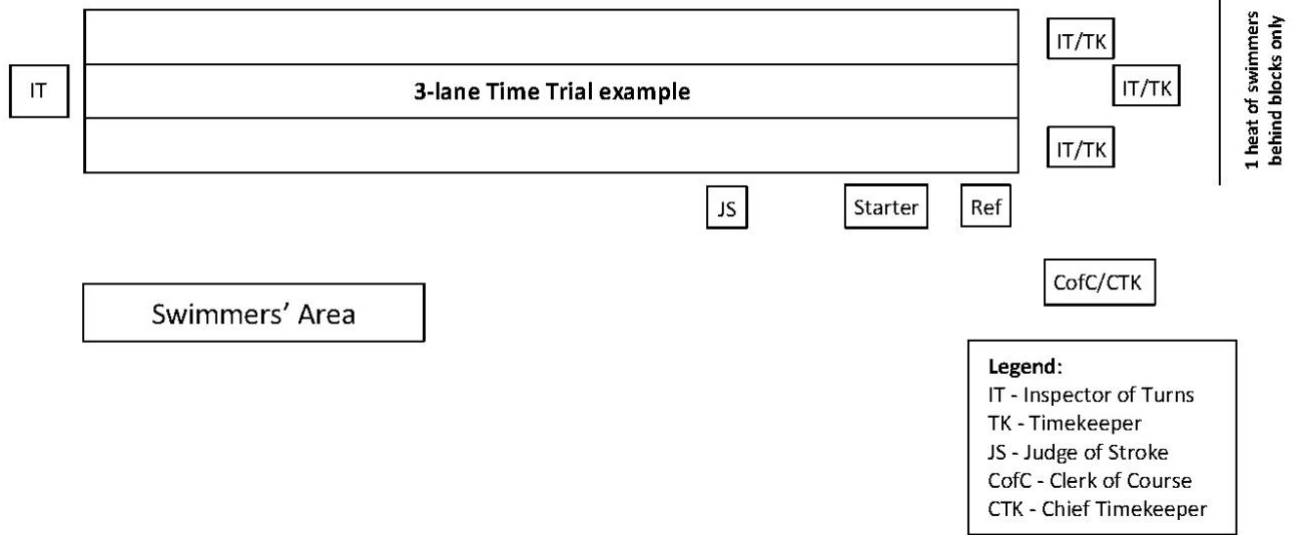 IT/TK
IT
3-lane Time Trial example
IT/TK
IT/TK
1 heat of swimmers
behind blocks only
JS
Starter
Ref
CofC/CTK
Swimmers’ Area
Legend:
IT - Inspector of Turns
TK - Timekeeper
JS - Judge of Stroke
CofC - Clerk of Course
CTK - Chief Timekeeper